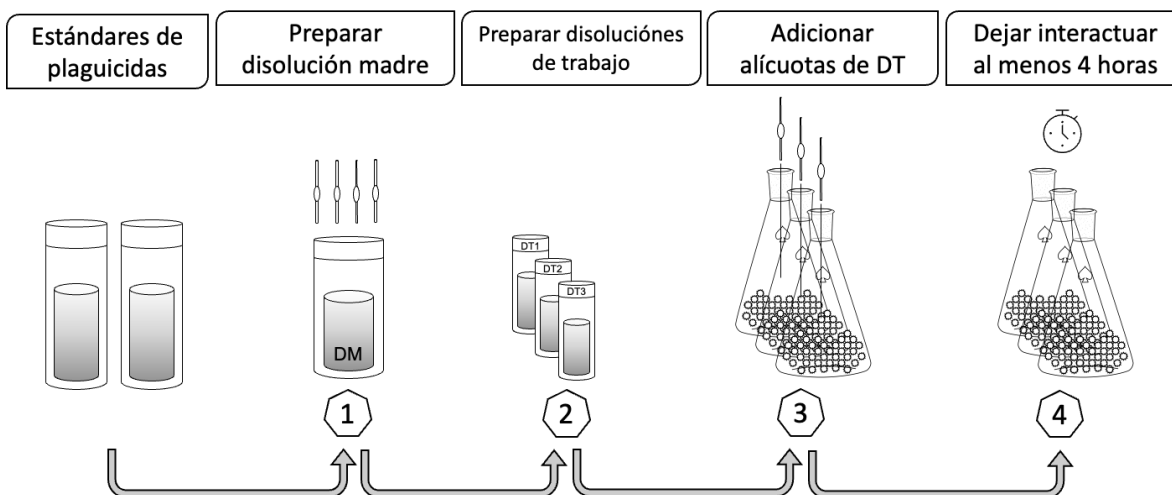 Estándares de
plaguicidas
Preparar
disolución madre
Preparar disoluciónes
de trabajo
Adicionar
alícuotas de DT
Dejar interactuar
al menos 4 horas
DM
DT1
DT2
DT3
1
2
3
4